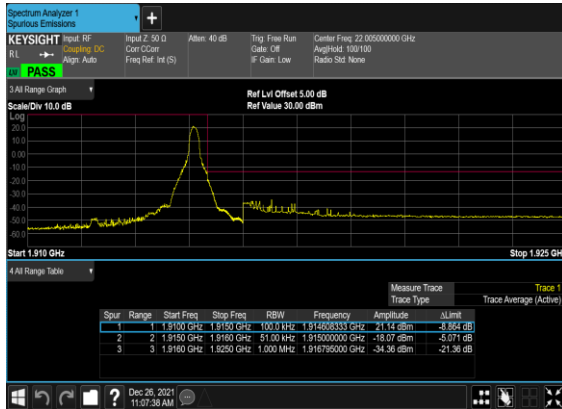 Spectrum Analyzer 1
Spurious Emissions
KEYSIGHT Input: RF Input Z: 50 Ω Atten: 40 dB Trig: Free Run Center Freq: 22.005000000 GHz
RL Coupling: DC Corr CCorr Gate: Off Avg|Hold: 100/100
Align: Auto Freq Ref: Int (S) IF Gain: Low Radio Std: None
PASS
3 All Range Graph
Ref Lvl Offset 5.00 dB
Scale/Div 10.0 dB Ref Value 30.00 dBm
Log
20.0
10.0
0.00
-10.0
-20.0
-30.0
-40.0
-50.0
-60.0
Start 1.910 GHz Stop 1.925 GH
4 All Range Table
Measure Trace Trace 1
Trace Type Trace Average (Active)
Spur Range Start Freq Stop Freq RBW Frequency Amplitude ΔLimit
1 1 1.9100 GHz 1.9150 GHz 100.0 kHz 1.914608333 GHz 21.14 dBm -8.864 dB
2 2 1.9150 GHz 1.9160 GHz 51.00 kHz 1.915000000 GHz -18.07 dBm -5.071 dB
3 3 1.9160 GHz 1.9250 GHz 1.000 MHz 1.916795000 GHz -34.36 dBm -21.36 dB
? Dec 26, 2021
11:07:38 AM